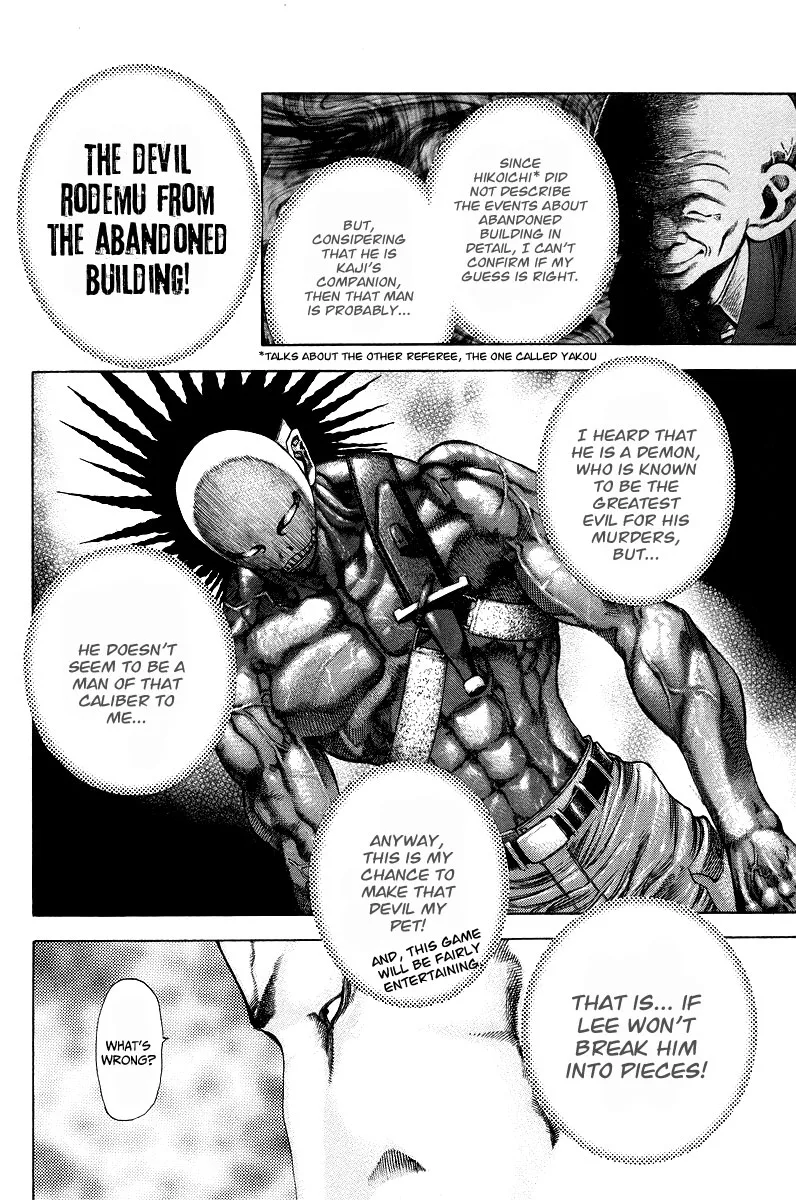 SINCE
HIKOICHI* DID
NOT DESCRIBE
THE EVENTS ABOUT
ABANDONED
BUILDING IN
DETAIL, I CAN'T
CONFIRM IF MY
GUESS IS RIGHT.
BUT,
CONSIDERING
THAT HE IS
KAJI'S
COMPANION,
THEN THAT MAN
IS PROBABLY...
THE DEVIL
RODEMU FROM
THE ABANDONED
BUILDING!
*TALKS ABOUT THE OTHER REFEREE, THE ONE CALLED YAKOU
I HEARD THAT
HE IS A DEMON,
WHO IS KNOWN
TO BE THE
GREATEST
EVIL FOR HIS
MURDERS,
BUT...
HE DOESN'T
SEEM TO BE A
MAN OF THAT
CALIBER TO
ME...
ANYWAY,
THIS IS MY
CHANCE TO
MAKE THAT
DEVIL MY
PET!
AND, THIS GAME
WILL BE FAIRLY
ENTERTAINING.
THAT IS... IF
LEE WON'T
BREAK HIM
INTO PIECES!
WHAT'S
WRONG?